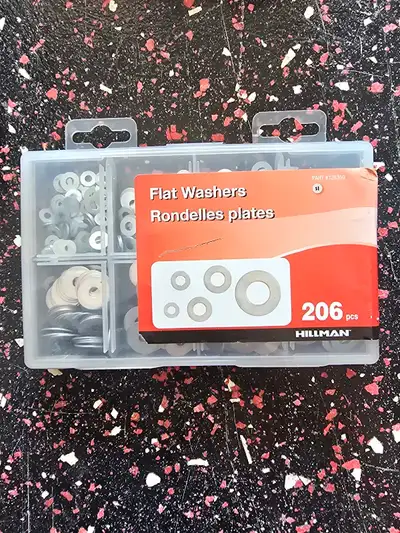 Flat Washers
Rondelles plates
H
206 pcs
HILLMAN